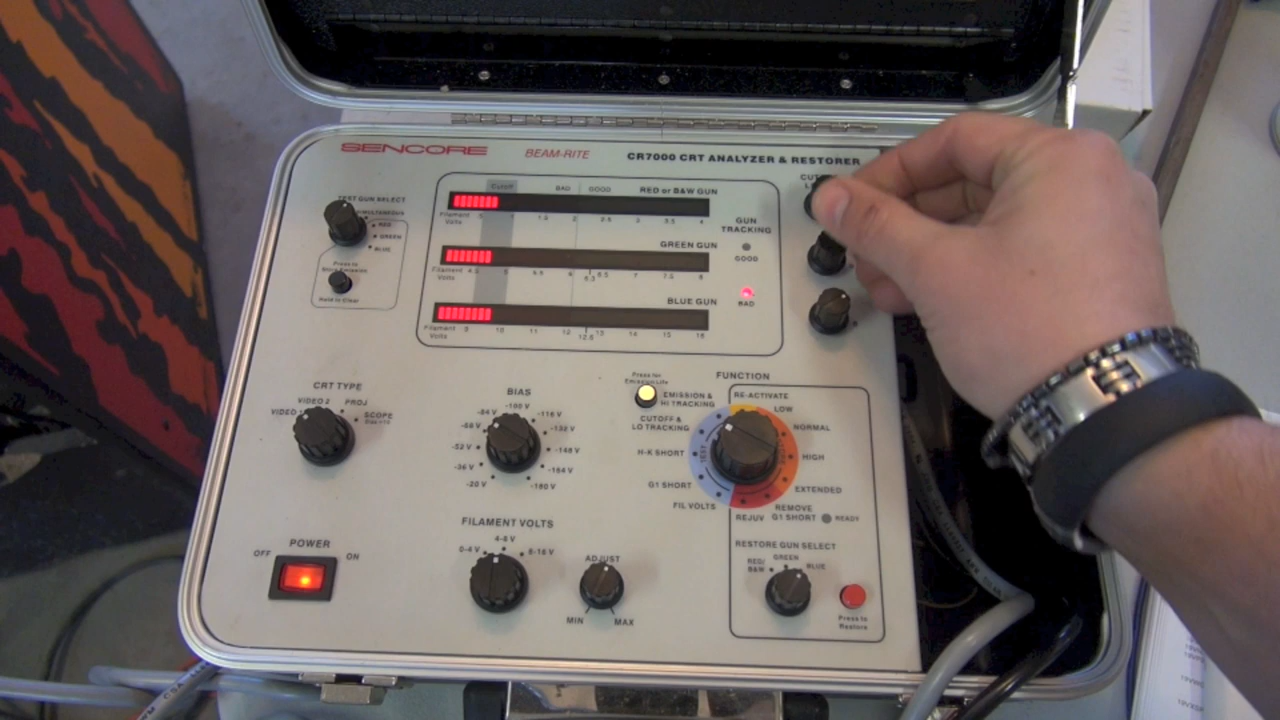 SENCORE BEAM-RITE CR7000 CRT ANALYZER & RESTORER
TEST GUN SELECT
SIMULTANEOUS
RED
GREEN
BLUE
Press to
Store Emission
Hold to Clear
Cutoff BAD GOOD RED or B&W GUN
Filament Volts .5 1 1.5 2 2.5 3 3.5 4
GREEN GUN
Filament Volts 4.5 5 5.5 6 6.3 6.5 7 7.5 8
BLUE GUN
Filament Volts 9 10 11 12 12.6 13 14 15 16
GUN
TRACKING
GOOD
BAD
CRT TYPE
VIDEO 2
PROJ
SCOPE
BIAS
-100 V
-84 V
-116 V
-68 V
-132 V
-52 V
-148 V
-36 V
-164 V
-20 V
-180 V
Press for
Emission Life
EMISSION &
HI TRACKING
CUTOFF &
LO TRACKING
H-K SHORT
G1 SHORT
FIL VOLTS
FUNCTION
RE-ACTIVATE
LOW
NORMAL
HIGH
EXTENDED
REMOVE
G1 SHORT
REJUV
READY
TEST
POWER
OFF ON
FILAMENT VOLTS
0-4 V
4-8 V
8-16 V
ADJUST
MIN MAX
RESTORE GUN SELECT
RED/
B&W
GREEN
BLUE
Press to
Restore